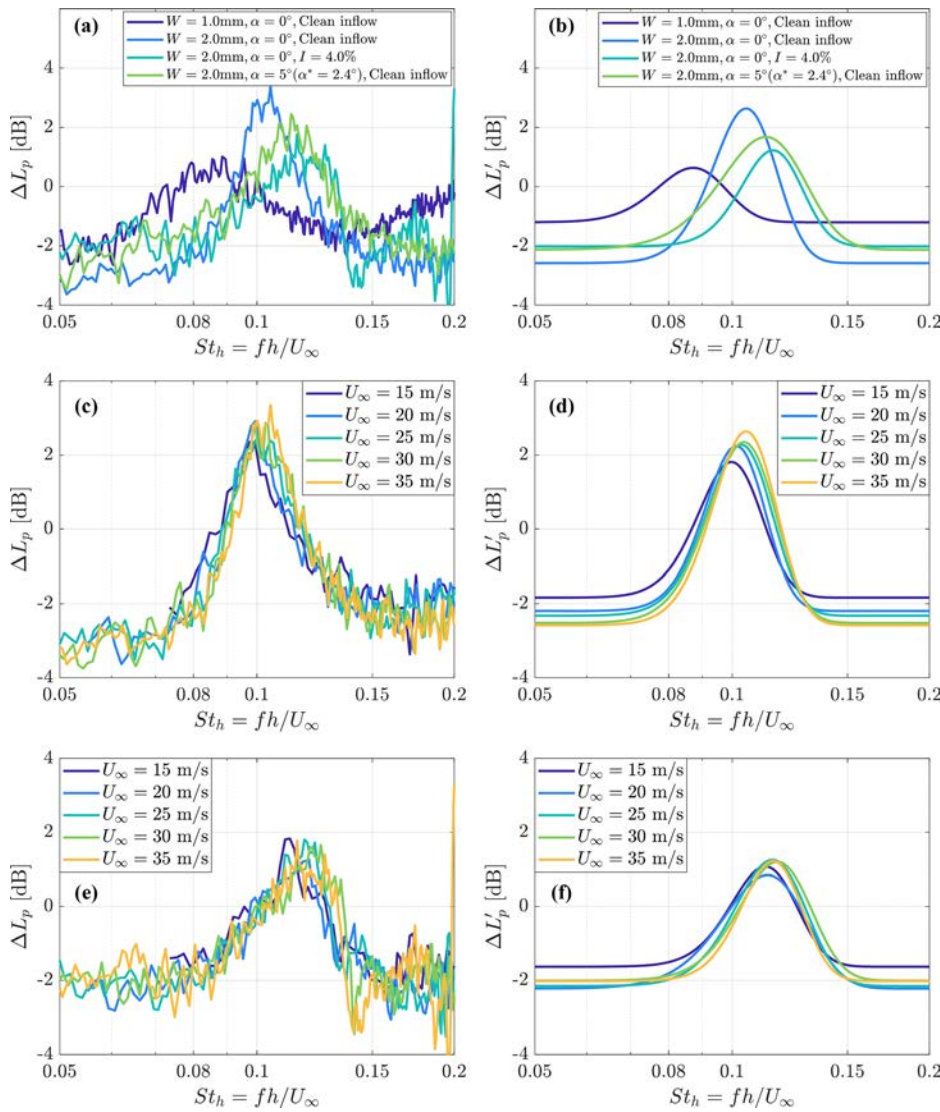 (a)
W = 1.0mm, α = 0°, Clean inflow
W = 2.0mm, α = 0°, Clean inflow
W = 2.0mm, α = 0°, I = 4.0%
W = 2.0mm, α = 5°(α* = 2.4°), Clean inflow
ΔL_p [dB]
4
2
0
-2
-4
0.05
0.08
0.1
0.15
0.2
St_h = fh/U_∞
(b)
W = 1.0mm, α = 0°, Clean inflow
W = 2.0mm, α = 0°, Clean inflow
W = 2.0mm, α = 0°, I = 4.0%
W = 2.0mm, α = 5°(α* = 2.4°), Clean inflow
ΔL′_p [dB]
4
2
0
-2
-4
0.05
0.08
0.1
0.15
0.2
St_h = fh/U_∞
(c)
U_∞ = 15 m/s
U_∞ = 20 m/s
U_∞ = 25 m/s
U_∞ = 30 m/s
U_∞ = 35 m/s
ΔL_p [dB]
4
2
0
-2
-4
0.05
0.08
0.1
0.15
0.2
St_h = fh/U_∞
(d)
U_∞ = 15 m/s
U_∞ = 20 m/s
U_∞ = 25 m/s
U_∞ = 30 m/s
U_∞ = 35 m/s
ΔL′_p [dB]
4
2
0
-2
-4
0.05
0.08
0.1
0.15
0.2
St_h = fh/U_∞
U_∞ = 15 m/s
U_∞ = 20 m/s
U_∞ = 25 m/s
U_∞ = 30 m/s
U_∞ = 35 m/s
(e)
ΔL_p [dB]
4
2
0
-2
-4
0.05
0.08
0.1
0.15
0.2
St_h = fh/U_∞
U_∞ = 15 m/s
U_∞ = 20 m/s
U_∞ = 25 m/s
U_∞ = 30 m/s
U_∞ = 35 m/s
(f)
ΔL′_p [dB]
4
2
0
-2
-4
0.05
0.08
0.1
0.15
0.2
St_h = fh/U_∞